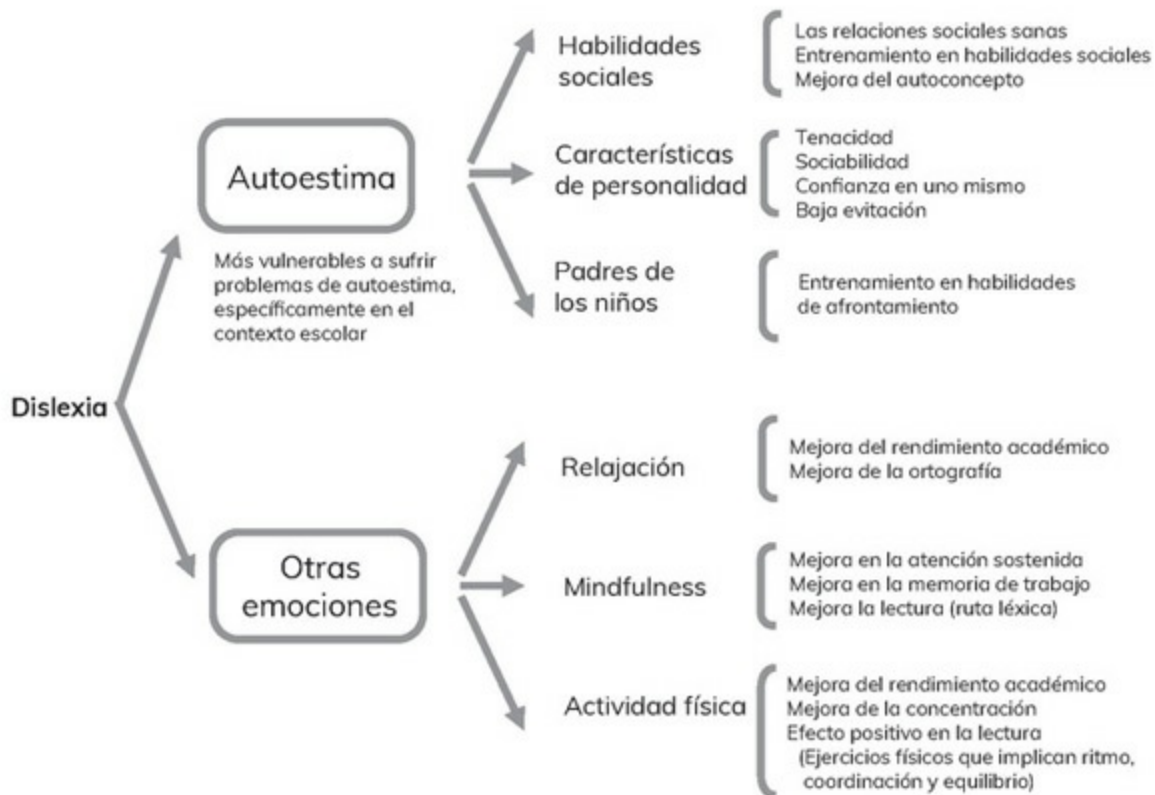 Dislexia
Autoestima
Más vulnerables a sufrir
problemas de autoestima,
específicamente en el
contexto escolar
Habilidades
sociales
Las relaciones sociales sanas
Entrenamiento en habilidades sociales
Mejora del autoconcepto
Características
de personalidad
Tenacidad
Sociabilidad
Confianza en uno mismo
Baja evitación
Padres de
los niños
Entrenamiento en habilidades
de afrontamiento
Otras
emociones
Relajación
Mejora del rendimiento académico
Mejora de la ortografía
Mindfulness
Mejora en la atención sostenida
Mejora en la memoria de trabajo
Mejora la lectura (ruta léxica)
Actividad física
Mejora del rendimiento académico
Mejora de la concentración
Efecto positivo en la lectura
(Ejercicios físicos que implican ritmo,
coordinación y equilibrio)